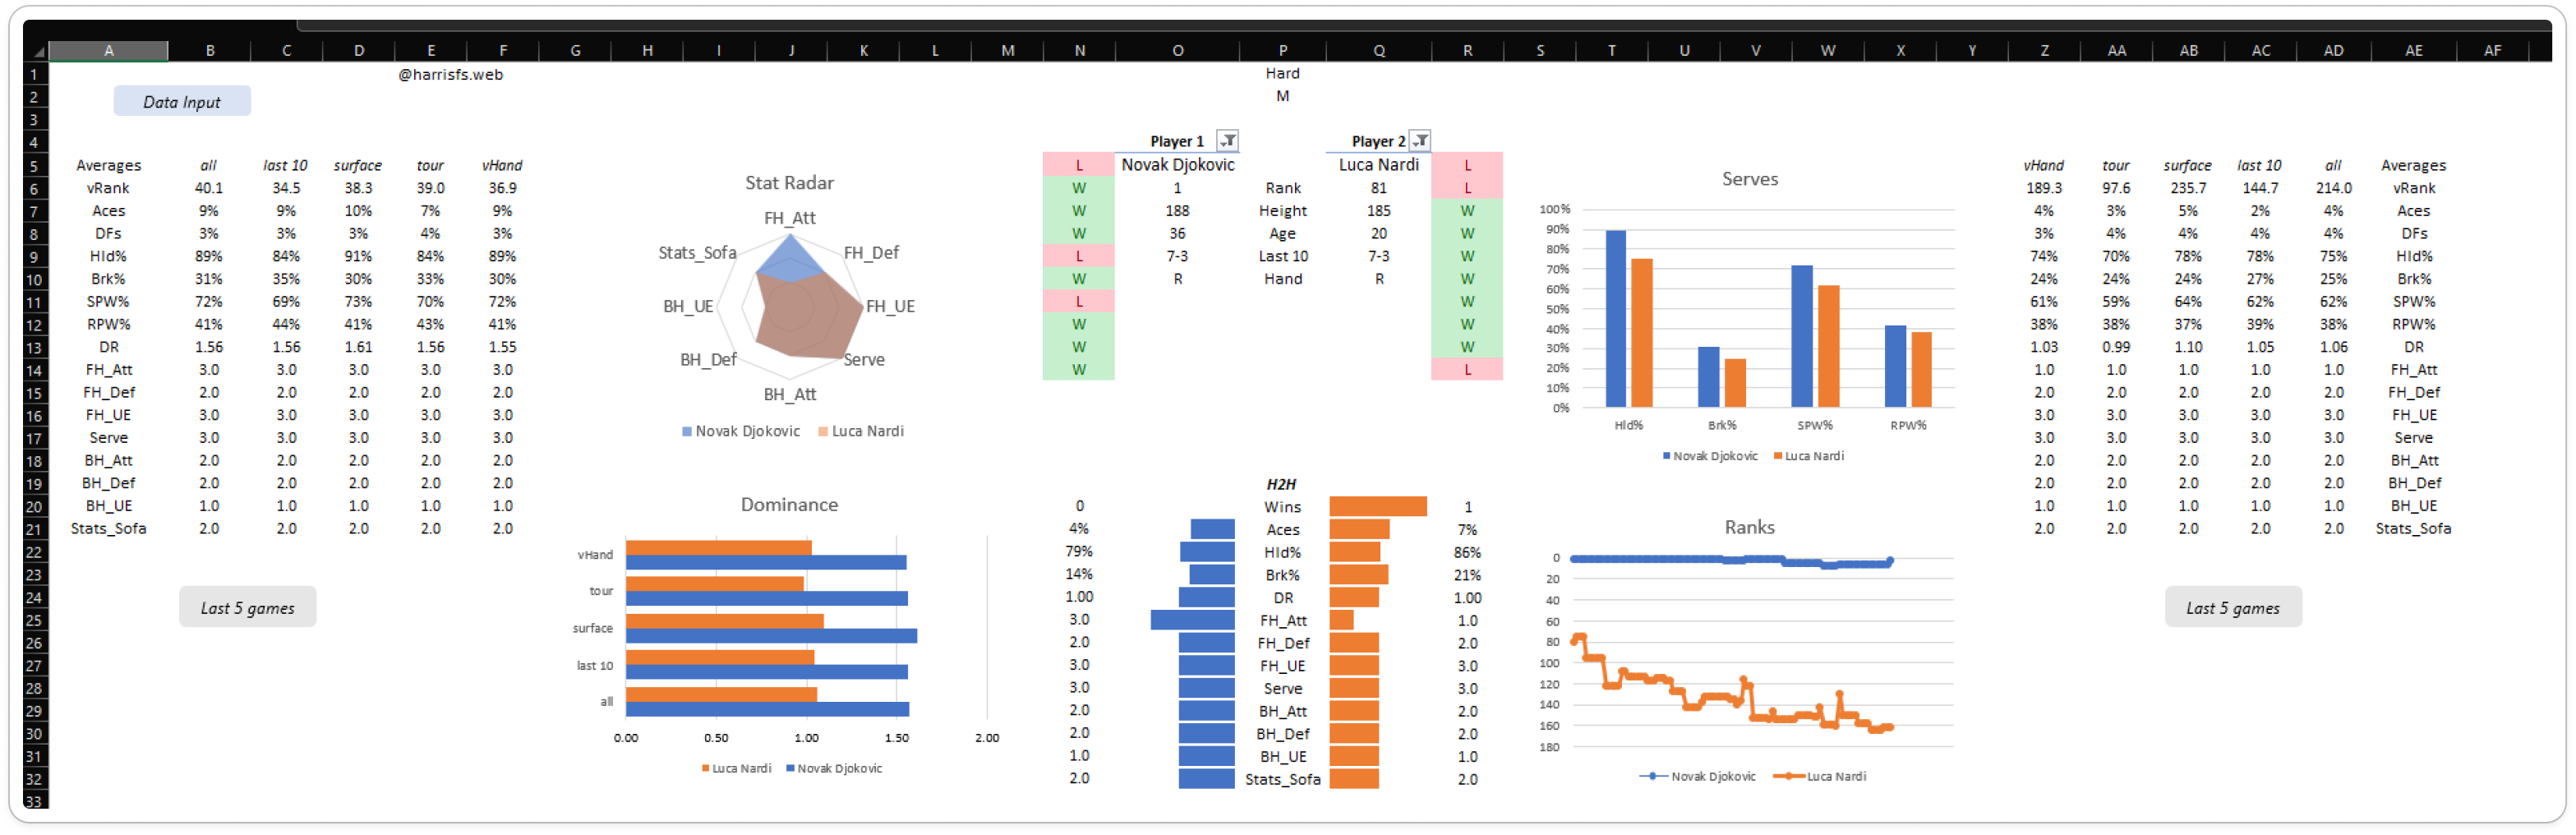 A B C D E F G H I J K L M N O P Q R S T U V W X Y Z AA AB AC AD AE AF
1 @harrisfs.web Hard
2 Data Input M
3
4 Player 1 Player 2
5 Averages all last 10 surface tour vHand L Novak Djokovic Luca Nardi L vHand tour surface last 10 all Averages
6 vRank 40.1 34.5 38.3 39.0 36.9 W 1 Rank 81 L 189.3 97.6 235.7 144.7 214.0 vRank
7 Aces 9% 9% 10% 7% 9% W 188 Height 185 W 4% 3% 5% 2% 4% Aces
8 DFs 3% 3% 3% 4% 3% W 36 Age 20 W 3% 4% 4% 4% 4% DFs
9 Hld% 89% 84% 91% 84% 89% L 7-3 Last 10 7-3 W 74% 70% 78% 78% 75% Hld%
10 Brk% 31% 35% 30% 33% 30% W R Hand R W 24% 24% 24% 27% 25% Brk%
11 SPW% 72% 69% 73% 70% 72% L W 61% 59% 64% 62% 62% SPW%
12 RPW% 41% 44% 41% 43% 41% W W 38% 38% 37% 39% 38% RPW%
13 DR 1.56 1.56 1.61 1.56 1.55 W W 1.03 0.99 1.10 1.05 1.06 DR
14 FH_Att 3.0 3.0 3.0 3.0 3.0 W L 1.0 1.0 1.0 1.0 1.0 FH_Att
15 FH_Def 2.0 2.0 2.0 2.0 2.0 2.0 2.0 2.0 2.0 2.0 FH_Def
16 FH_UE 3.0 3.0 3.0 3.0 3.0 3.0 3.0 3.0 3.0 3.0 FH_UE
17 Serve 3.0 3.0 3.0 3.0 3.0 3.0 3.0 3.0 3.0 3.0 Serve
18 BH_Att 2.0 2.0 2.0 2.0 2.0 2.0 2.0 2.0 2.0 2.0 BH_Att
19 BH_Def 2.0 2.0 2.0 2.0 2.0 H2H 2.0 2.0 2.0 2.0 2.0 BH_Def
20 BH_UE 1.0 1.0 1.0 1.0 1.0 0 Wins 1 1.0 1.0 1.0 1.0 1.0 BH_UE
21 Stats_Sofa 2.0 2.0 2.0 2.0 2.0 4% Aces 7% 2.0 2.0 2.0 2.0 2.0 Stats_Sofa
22 79% Hld% 86%
23 14% Brk% 21%
24 Last 5 games 1.00 DR 1.00 Last 5 games
25 3.0 FH_Att 1.0
26 2.0 FH_Def 2.0
27 3.0 FH_UE 3.0
28 3.0 Serve 3.0
29 2.0 BH_Att 2.0
30 2.0 BH_Def 2.0
31 1.0 BH_UE 1.0
32 2.0 Stats_Sofa 2.0
33
Stat Radar
FH_Att
Stats_Sofa FH_Def
BH_UE FH_UE
BH_Def Serve
BH_Att
Novak Djokovic Luca Nardi
Dominance
vHand
tour
surface
last 10
all
0.00 0.50 1.00 1.50 2.00
Luca Nardi Novak Djokovic
Serves
100%
90%
80%
70%
60%
50%
40%
30%
20%
10%
0%
Hld% Brk% SPW% RPW%
Novak Djokovic Luca Nardi
Ranks
0
20
40
60
80
100
120
140
160
180
Novak Djokovic Luca Nardi